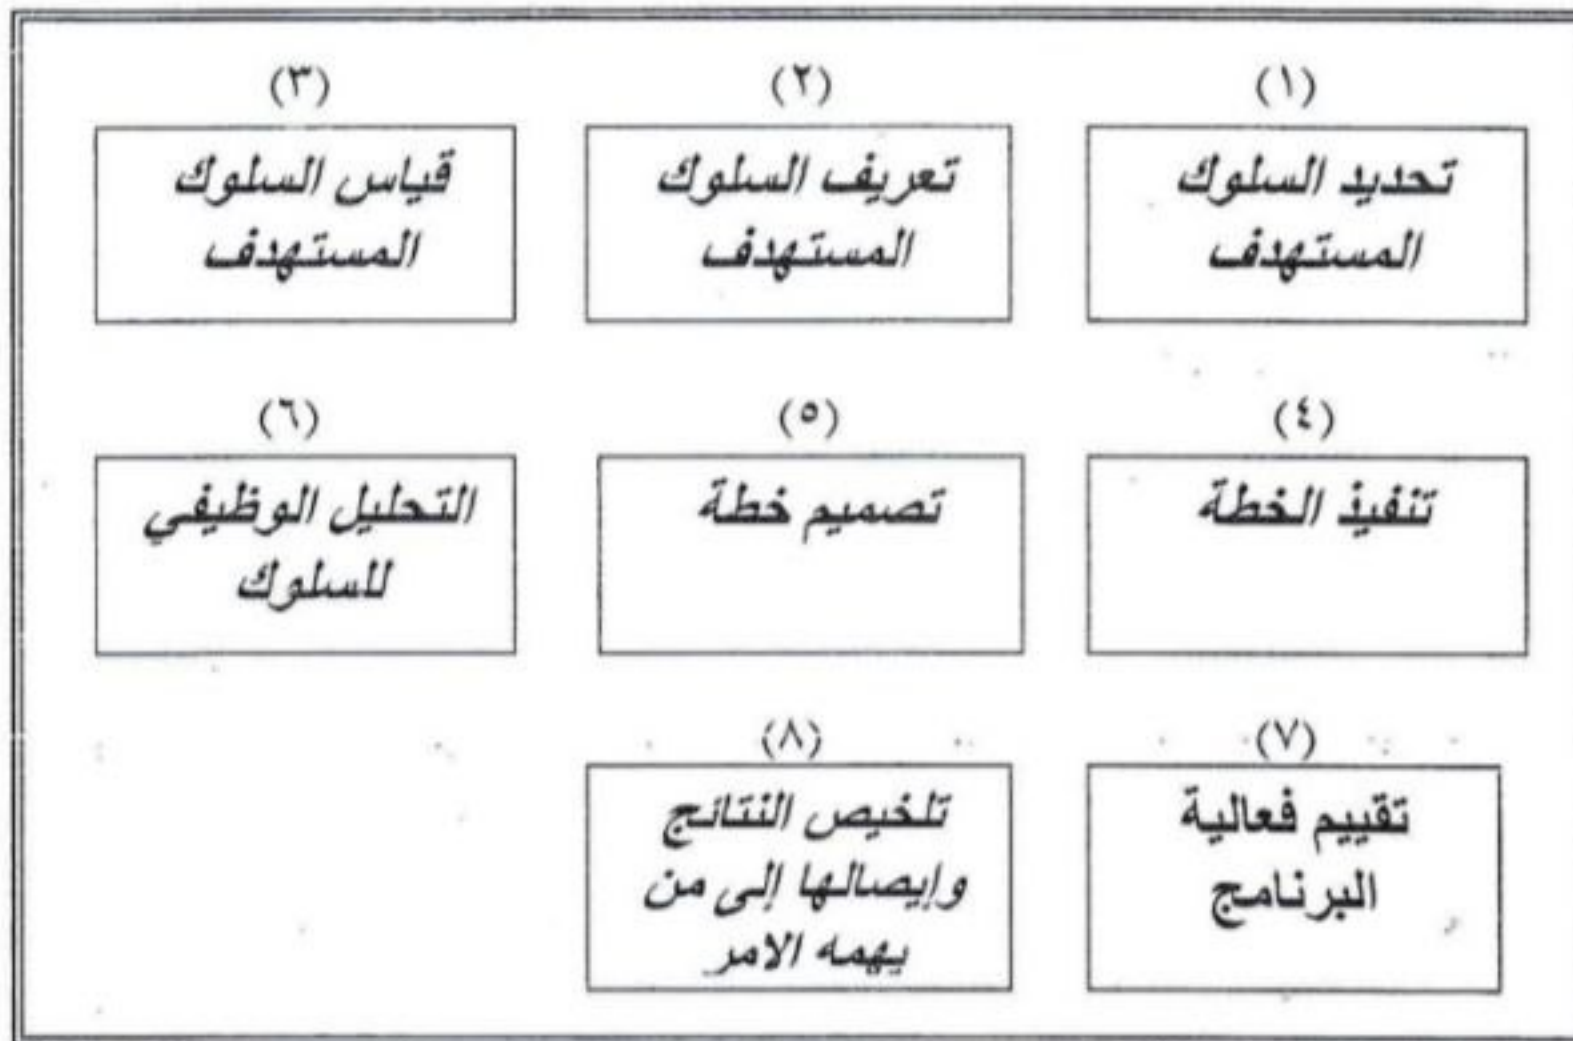 (١)
تحديد السلوك
المستهدف
(٢)
تعريف السلوك
المستهدف
(٣)
قياس السلوك
المستهدف
(٤)
تنفيذ الخطة
(٥)
تصميم خطة
(٦)
التحليل الوظيفي
للسلوك
(٧)
تقييم فعالية
البرنامج
(٨)
تلخيص النتائج
وإيصالها إلى من
يهمه الامر